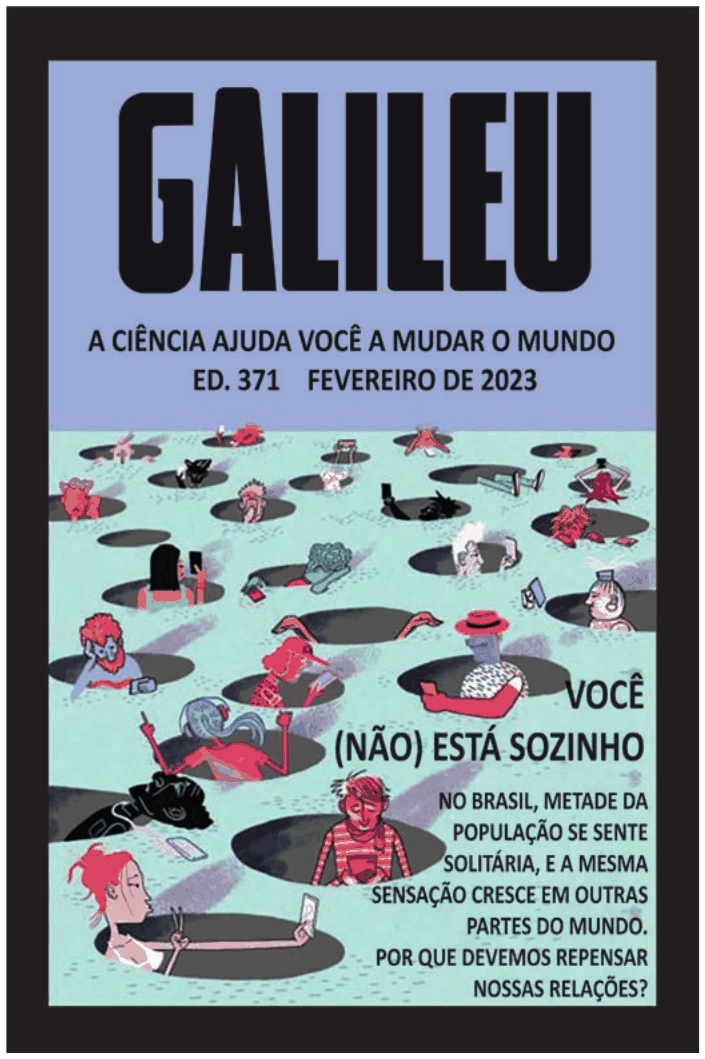 GALILEU
A CIÊNCIA AJUDA VOCÊ A MUDAR O MUNDO
ED. 371 FEVEREIRO DE 2023
VOCÊ
(NÃO) ESTÁ SOZINHO
NO BRASIL, METADE DA
POPULAÇÃO SE SENTE
SOLITÁRIA, E A MESMA
SENSAÇÃO CRESCE EM OUTRAS
PARTES DO MUNDO.
POR QUE DEVEMOS REPENSAR
NOSSAS RELAÇÕES?